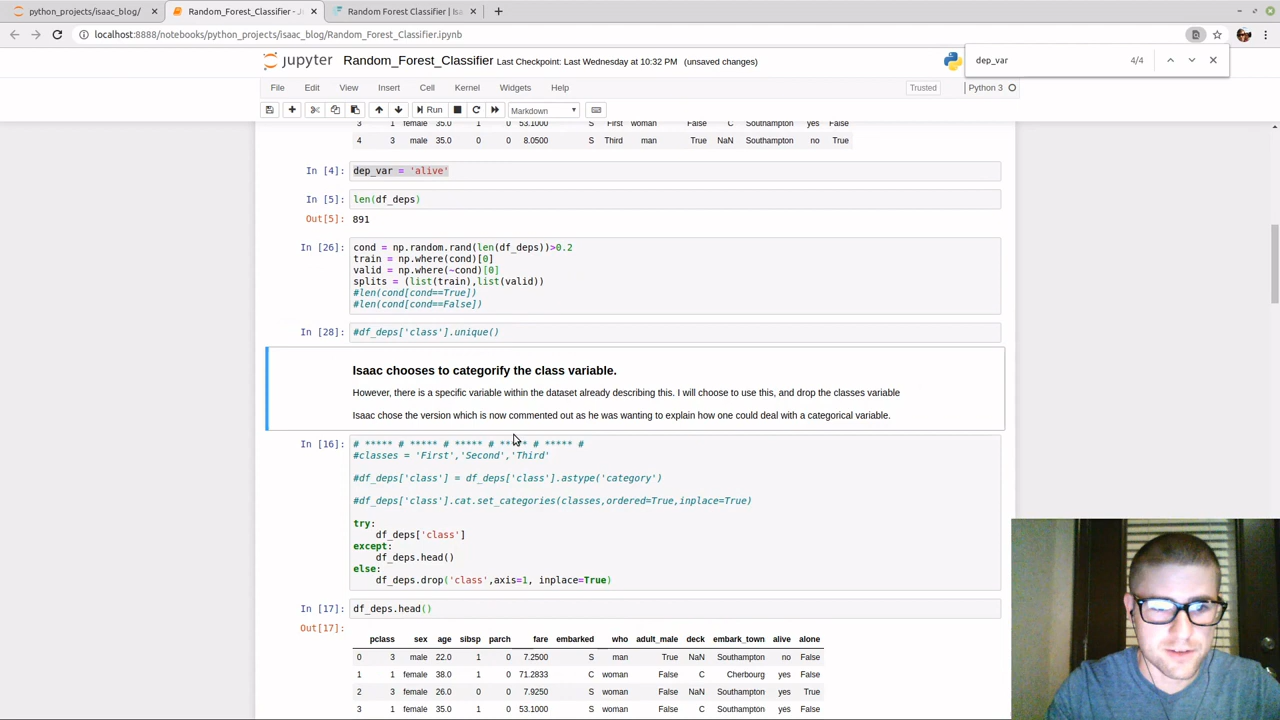 python_projects/isaac_blog/
Random_Forest_Classifier - J
Random Forest Classifier | Isa
localhost:8888/notebooks/python_projects/isaac_blog/Random_Forest_Classifier.ipynb
dep_var 4/4
jupyter Random_Forest_Classifier Last Checkpoint: Last Wednesday at 10:32 PM (unsaved changes)
File Edit View Insert Cell Kernel Widgets Help Trusted Python 3
Run Markdown
3 1 female 35.0 1 0 53.1000 S First woman False C Southampton yes False
4 3 male 35.0 0 0 8.0500 S Third man True NaN Southampton no True
In [4]: dep_var = 'alive'
In [5]: len(df_deps)
Out[5]: 891
In [26]: cond = np.random.rand(len(df_deps))>0.2
train = np.where(cond)[0]
valid = np.where(~cond)[0]
splits = (list(train),list(valid))
#len(cond[cond==True])
#len(cond[cond==False])
In [28]: #df_deps['class'].unique()
Isaac chooses to categorify the class variable.
However, there is a specific variable within the dataset already describing this. I will choose to use this, and drop the classes variable
Isaac chose the version which is now commented out as he was wanting to explain how one could deal with a categorical variable.
In [16]: # ***** # ***** # ***** # ***** # ***** #
#classes = 'First','Second','Third'
#df_deps['class'] = df_deps['class'].astype('category')
#df_deps['class'].cat.set_categories(classes,ordered=True,inplace=True)
try:
df_deps['class']
except:
df_deps.head()
else:
df_deps.drop('class',axis=1, inplace=True)
In [17]: df_deps.head()
Out[17]:
pclass sex age sibsp parch fare embarked who adult_male deck embark_town alive alone
0 3 male 22.0 1 0 7.2500 S man True NaN Southampton no False
1 1 female 38.0 1 0 71.2833 C woman False C Cherbourg yes False
2 3 female 26.0 0 0 7.9250 S woman False NaN Southampton yes True
3 1 female 35.0 1 0 53.1000 S woman False C Southampton yes False